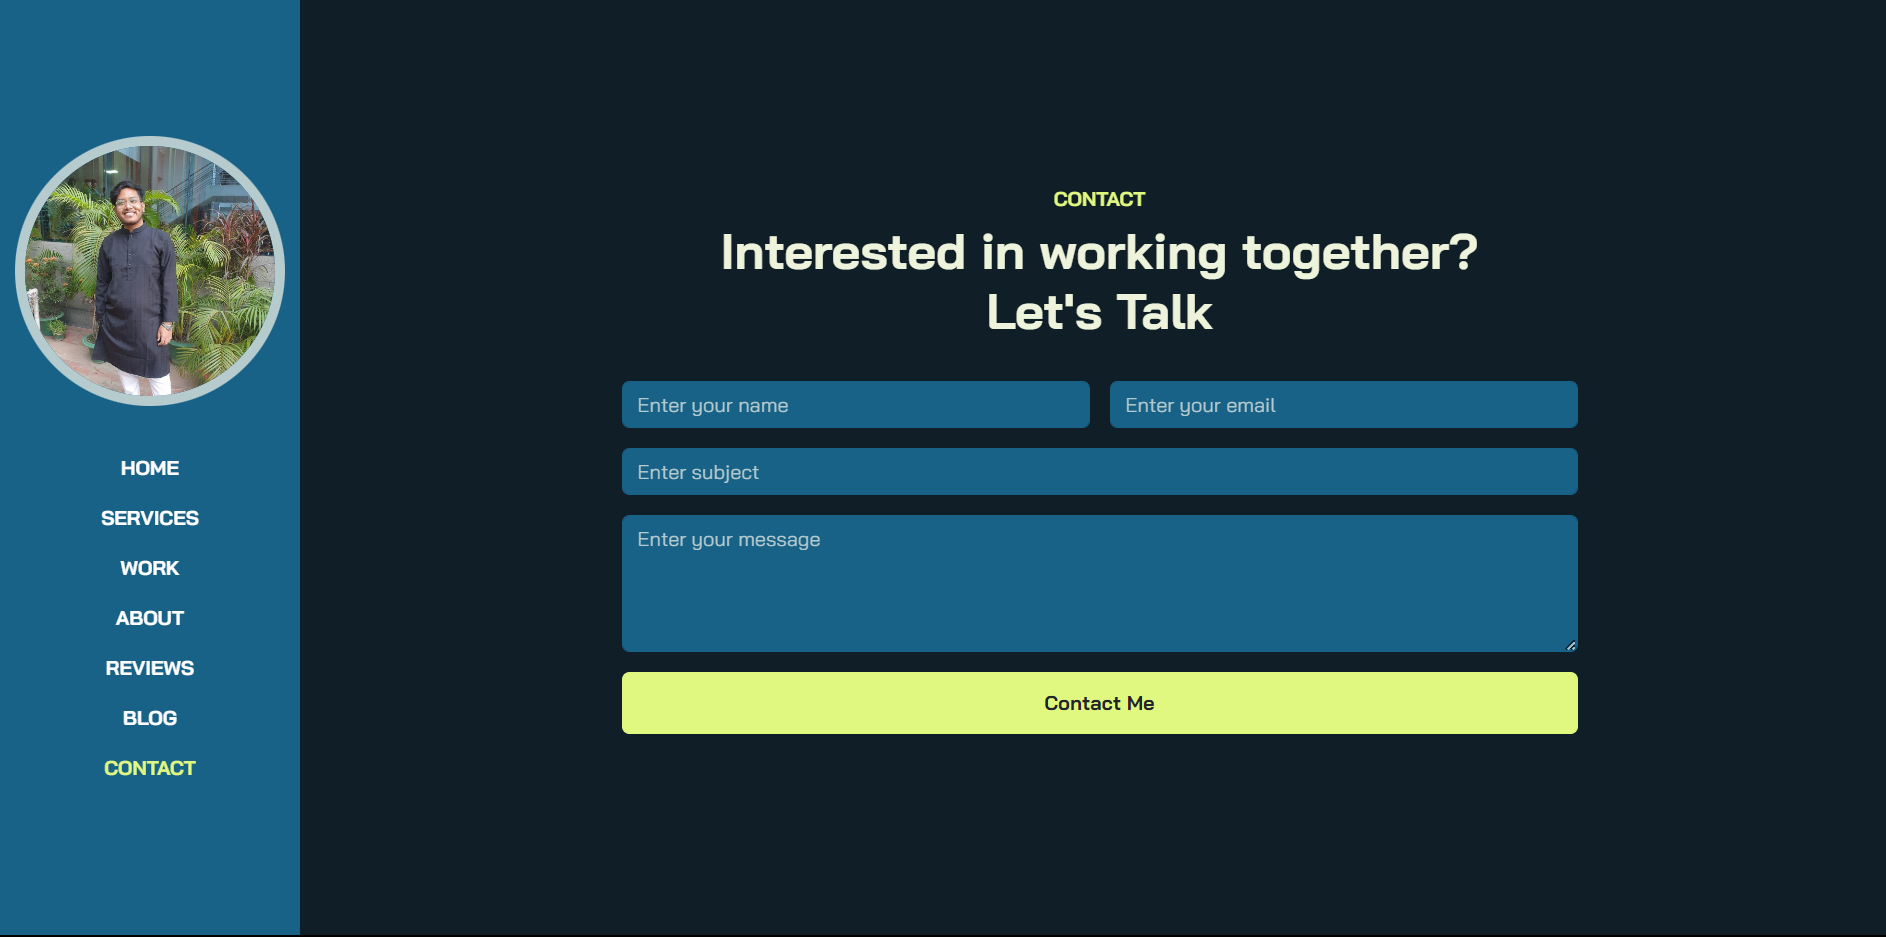 HOME
SERVICES
WORK
ABOUT
REVIEWS
BLOG
CONTACT
CONTACT
Interested in working together?
Let's Talk
Enter your name
Enter your email
Enter subject
Enter your message
Contact Me